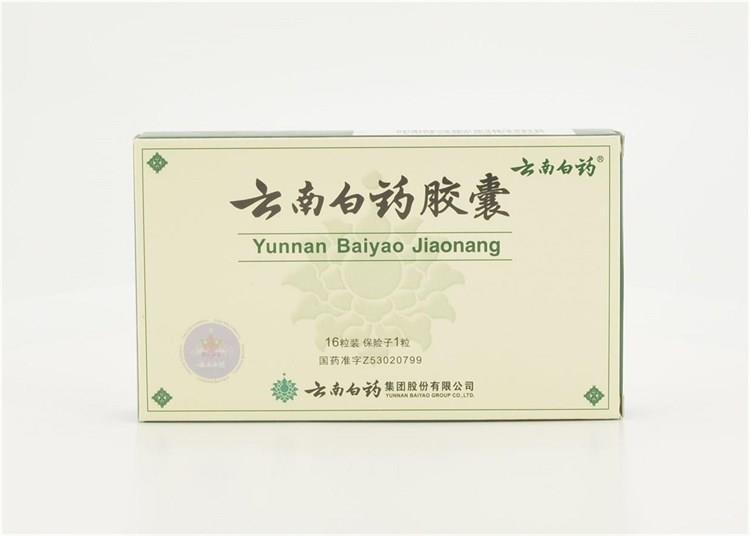 云南白药®
云南白药胶囊
Yunnan Baiyao Jiaonang
16粒装 保险子1粒
国药准字Z53020799
云南白药集团股份有限公司
YUNNAN BAIYAO GROUP CO.,LTD.